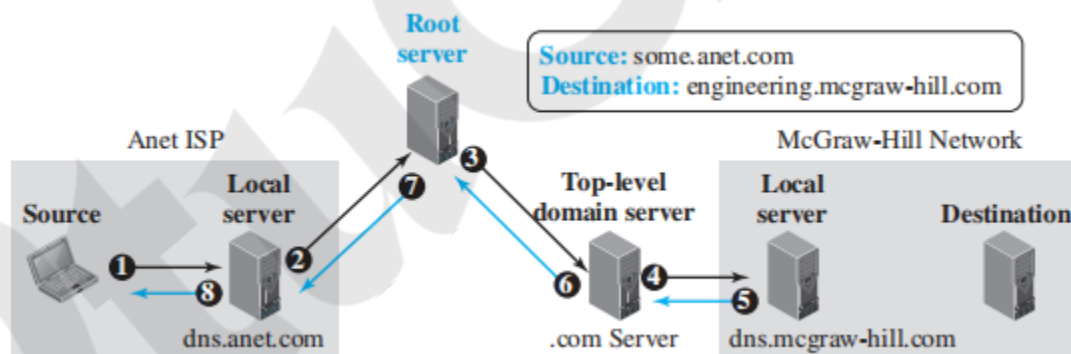 Root
server
Source: some.anet.com
Destination: engineering.mcgraw-hill.com
Anet ISP
McGraw-Hill Network
Source
Local
server
Top-level
domain server
Local
server
Destination
1
2
3
4
5
6
7
8
dns.anet.com
.com Server
dns.mcgraw-hill.com